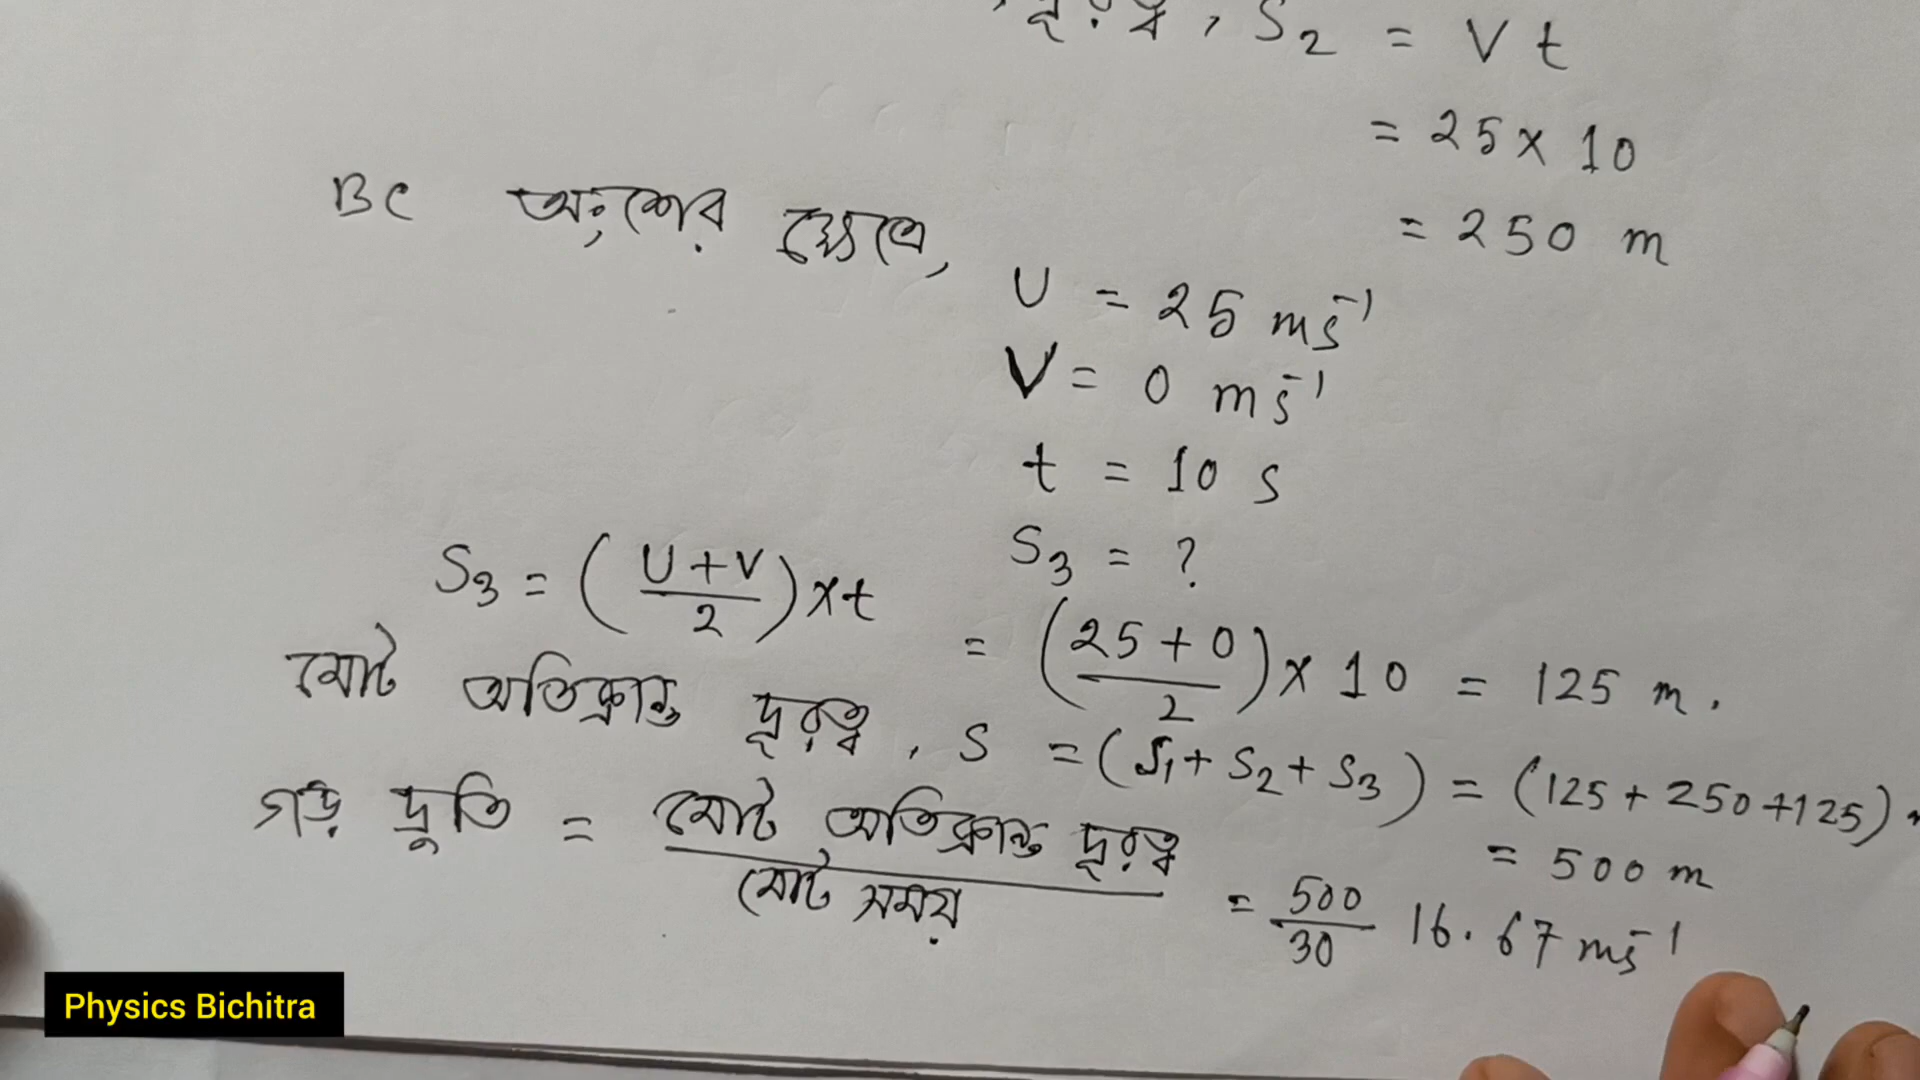 দূরত্ব, S₂ = Vt
= 25 × 10
= 250 m
BC অংশের ক্ষেত্রে,
U = 25 ms⁻¹
V = 0 ms⁻¹
t = 10 s
S₃ = ?
S₃ = (U+V/2) × t = (25+0/2) × 10 = 125 m.
মোট অতিক্রান্ত দূরত্ব, S = (S₁ + S₂ + S₃) = (125 + 250 + 125)
= 500 m
গড় দ্রুতি = মোট অতিক্রান্ত দূরত্ব/মোট সময় = 500/30 16.67 ms⁻¹
Physics Bichitra